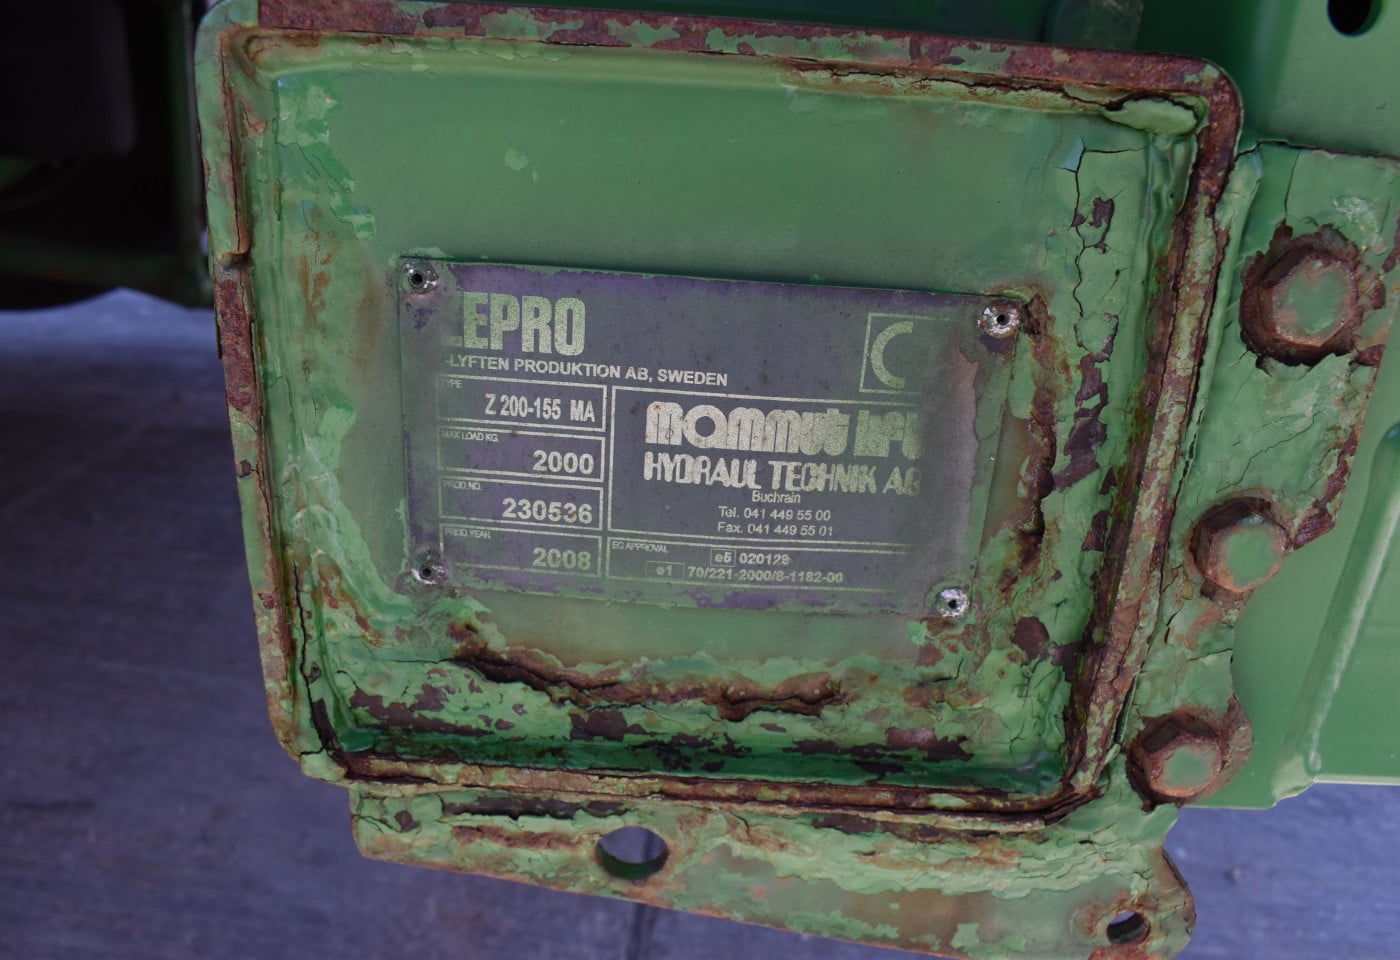 ZEPRO
-LYFTEN PRODUKTION AB, SWEDEN
TYPE
Z 200-155 MA
MAX LOAD KG.
2000
PROD.NO.
230536
PROD.YEAR
2008
C
mammut
HYDRAUL TECHNIK AG
Buchrain
Tel. 041 449 55 00
Fax. 041 449 55 01
EG APPROVAL
e5 020129
e1 70/221-2000/8-1182-00